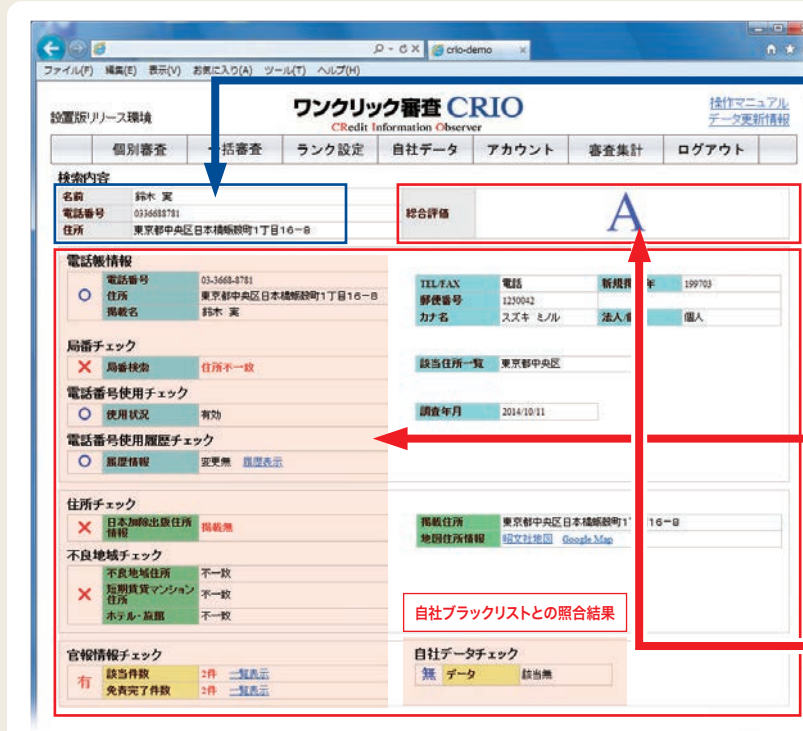 crio-demo
ファイル(F) 編集(E) 表示(V) お気に入り(A) ツール(T) ヘルプ(H)
設置版リリース環境
ワンクリック審査 CRIO
CRedit Information Observer
操作マニュアル
データ更新情報
個別審査 一括審査 ランク設定 自社データ アカウント 審査集計 ログアウト
検索内容
名前 鈴木 実
電話番号 0336688781
住所 東京都中央区日本橋蛎殻町1丁目16-8
総合評価 A
電話帳情報
電話番号 03-3668-8781
住所 東京都中央区日本橋蛎殻町1丁目16-8
掲載名 鈴木 実
TEL/FAX 電話 新規掲 年 199703
郵便番号 1230042
カナ名 スズキ ミノル 法人/ 個人
局番チェック
× 局番検索 住所不一致
該当住所一覧 東京都中央区
電話番号使用チェック
○ 使用状況 有効
調査年月 2014/10/11
電話番号使用履歴チェック
○ 履歴情報 変更無 履歴表示
住所チェック
× 日本加除出版住所情報 掲載無
掲載住所 東京都中央区日本橋蛎殻町1 16-8
地図住所情報 昭文社地図 Google Map
不良地域チェック
不良地域住所 不一致
× 短期賃貸マンション住所 不一致
ホテル・旅館 不一致
自社ブラックリストとの照合結果
官報情報チェック
有 該当件数 2件 一覧表示
免責完了件数 2件 一覧表示
自社データチェック
無 データ 該当無